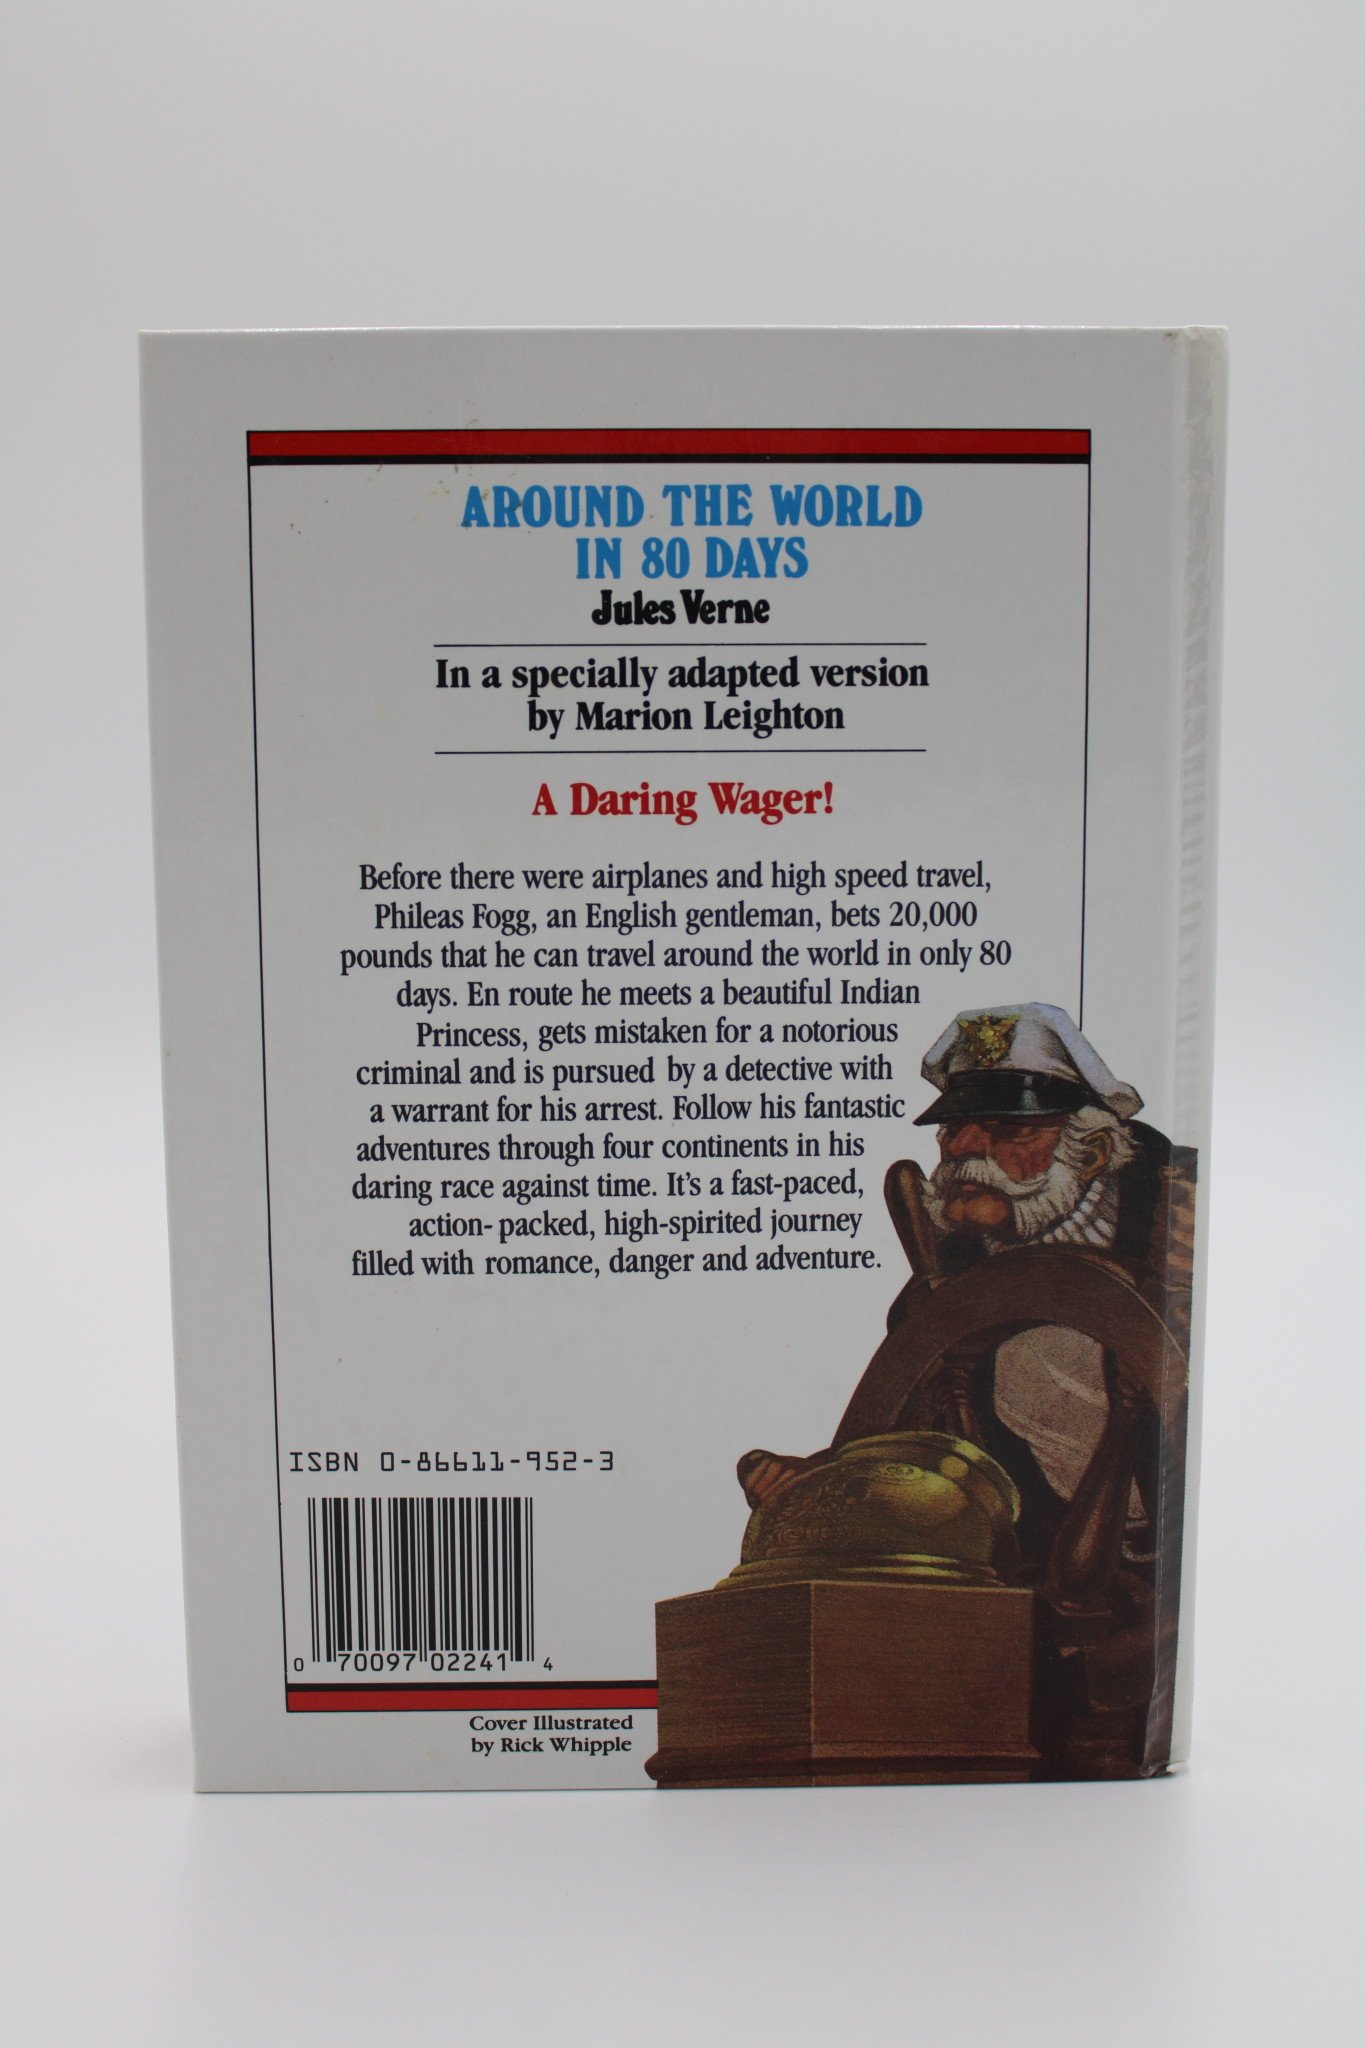 AROUND THE WORLD
IN 80 DAYS
Jules Verne
In a specially adapted version
by Marion Leighton
A Daring Wager!
Before there were airplanes and high speed travel,
Phileas Fogg, an English gentleman, bets 20,000
pounds that he can travel around the world in only 80
days. En route he meets a beautiful Indian
Princess, gets mistaken for a notorious
criminal and is pursued by a detective with
a warrant for his arrest. Follow his fantastic
adventures through four continents in his
daring race against time. It's a fast-paced,
action-packed, high-spirited journey
filled with romance, danger and adventure.
ISBN 0-86611-952-3
0 70097 02241 4
Cover Illustrated
by Rick Whipple